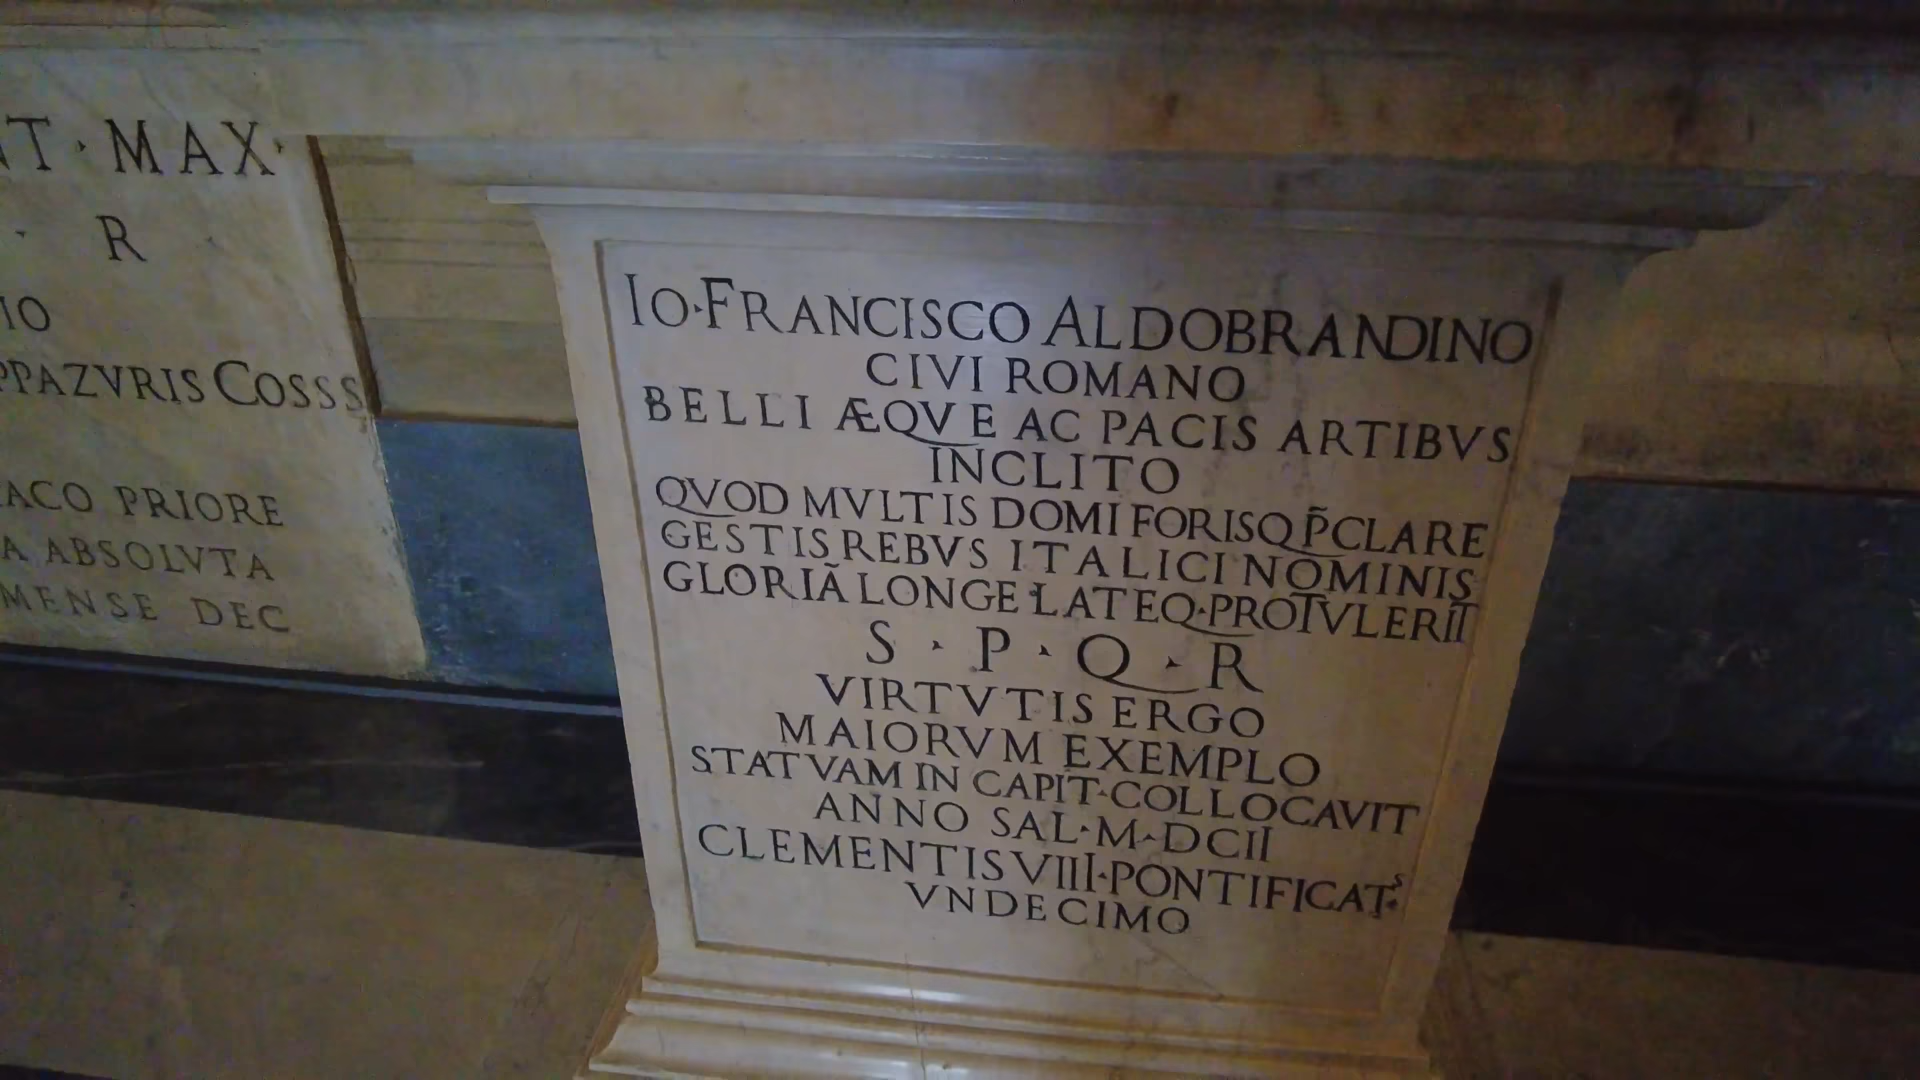 T · MAX ·
· R ·
IO
PPAZVRIS COSSS
ACO PRIORE
A ABSOLVTA
MENSE DEC
IO·FRANCISCO ALDOBRANDINO
CIVI ROMANO
BELLI ÆQVE AC PACIS ARTIBVS
INCLITO
QVOD MVLTIS DOMI FORISQ P̃CLARE
GESTIS REBVS ITALICI NOMINIS
GLORIÃ LONGE LATEQ·PROTVLERIT
S · P · Q · R
VIRTVTIS ERGO
MAIORVM EXEMPLO
STATVAM IN CAPIT·COLLOCAVIT
ANNO SAL·M·DCII
CLEMENTIS VIII·PONTIFICATˢ·
VNDECIMO